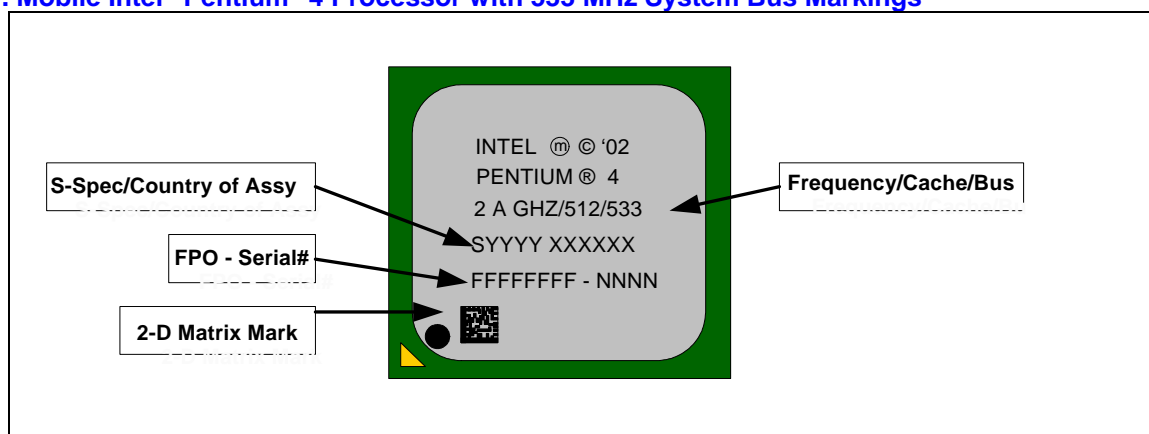 . Mobile Intel® Pentium® 4 Processor with 533 MHz System Bus Markings
INTEL ⓜ © ‘02
PENTIUM ® 4
2 A GHZ/512/533
SYYYY XXXXXX
FFFFFFFF - NNNN
S-Spec/Country of Assy
FPO - Serial#
2-D Matrix Mark
Frequency/Cache/Bus